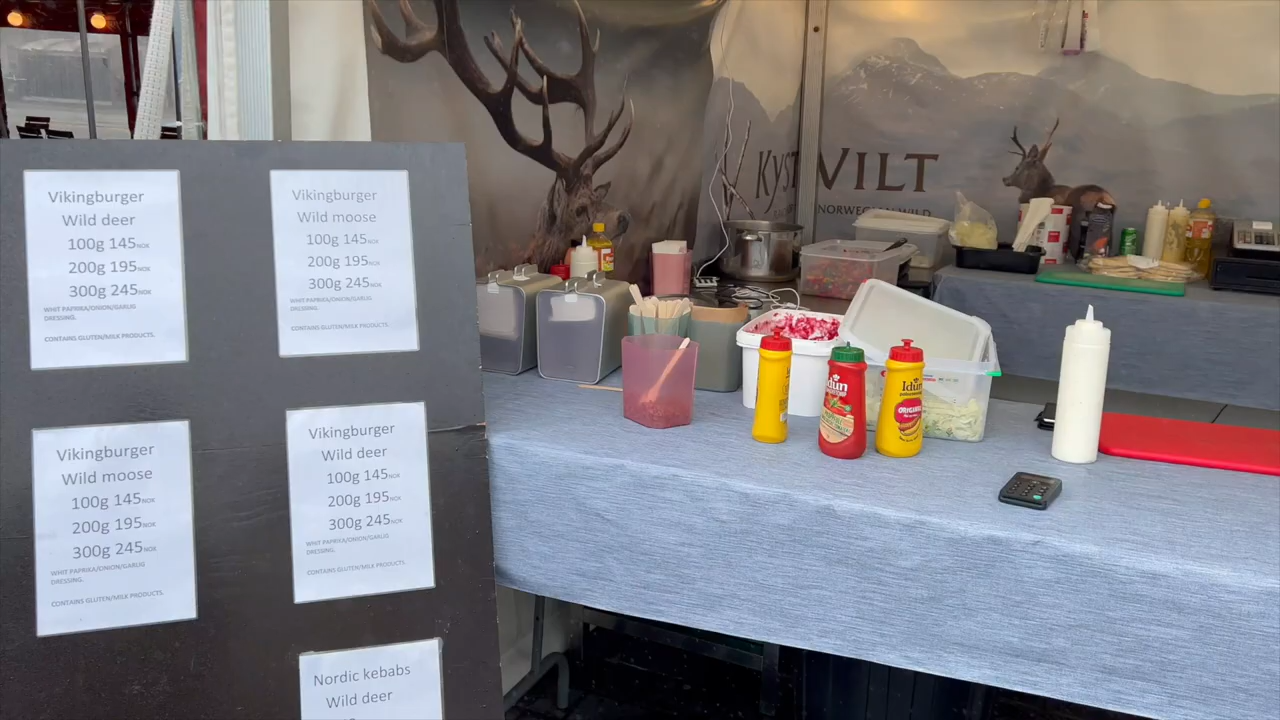 Vikingburger
Wild deer
100g 145NOK
200g 195NOK
300g 245NOK
WHIT PAPRIKA/ONION/GARLIG
DRESSING.
CONTAINS GLUTEN/MILK PRODUCTS.
Vikingburger
Wild moose
100g 145NOK
200g 195NOK
300g 245NOK
WHIT PAPRIKA/ONION/GARLIG
DRESSING.
CONTAINS GLUTEN/MILK PRODUCTS.
Vikingburger
Wild moose
100g 145NOK
200g 195NOK
300g 245NOK
WHIT PAPRIKA/ONION/GARLIG
DRESSING.
CONTAINS GLUTEN/MILK PRODUCTS.
Vikingburger
Wild deer
100g 145NOK
200g 195NOK
300g 245NOK
WHIT PAPRIKA/ONION/GARLIG
DRESSING.
CONTAINS GLUTEN/MILK PRODUCTS.
Nordic kebabs
Wild deer
KYST VILT
NORWEGIAN WILD
Idun
Idun
ORIGINAL